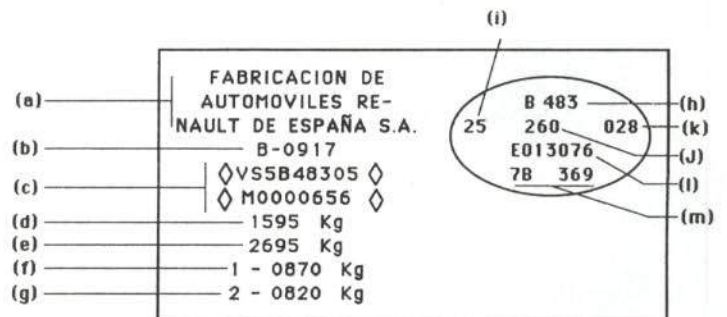 (i)
(a) FABRICACION DE
AUTOMOVILES RE-
NAULT DE ESPAÑA S.A.
(b) B-0917
(c) ◊VS5B48305◊
◊M0000656◊
(d) 1595 Kg
(e) 2695 Kg
(f) 1 - 0870 Kg
(g) 2 - 0820 Kg
B 483 (h)
25 260 028 (k)
(J)
E013076 (l)
7B 369 (m)